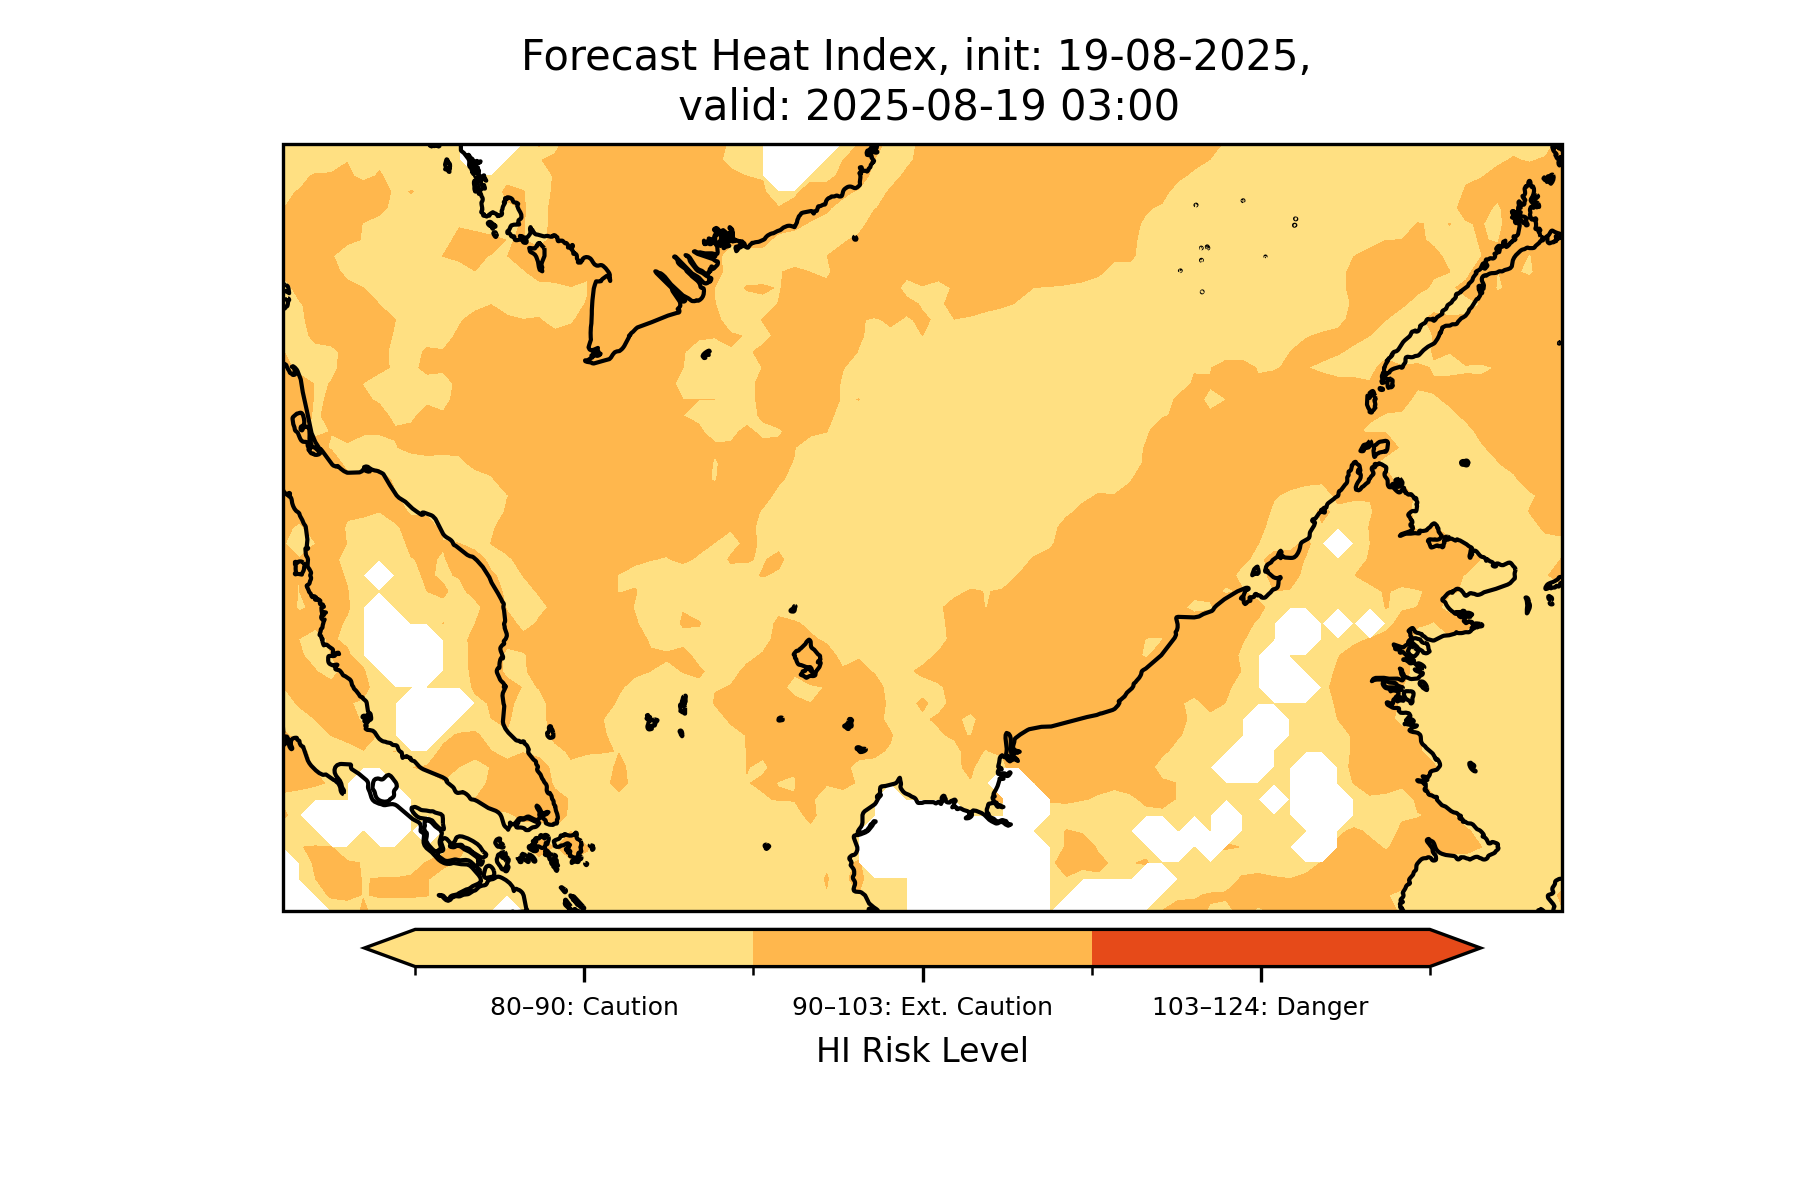 Forecast Heat Index, init: 19-08-2025,
valid: 2025-08-19 03:00
80–90: Caution
90–103: Ext. Caution
103–124: Danger
HI Risk Level